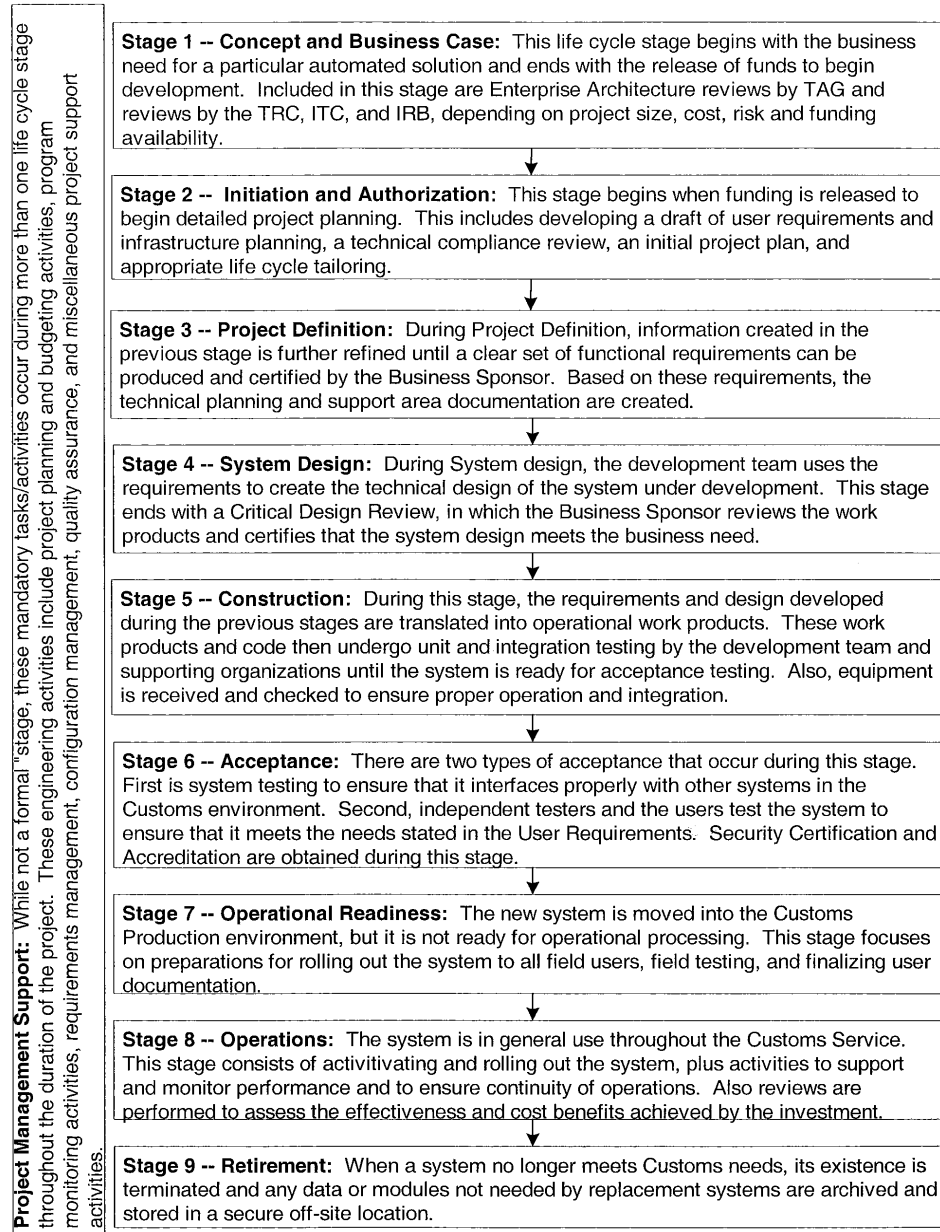 Project Management Support: While not a formal "stage, these mandatory tasks/activities occur during more than one life cycle stage
throughout the duration of the project. These engineering activities include project planning and budgeting activities, program
monitoring activities, requirements management, configuration management, quality assurance, and miscellaneous project support
activities.
Stage 1 -- Concept and Business Case: This life cycle stage begins with the business
need for a particular automated solution and ends with the release of funds to begin
development. Included in this stage are Enterprise Architecture reviews by TAG and
reviews by the TRC, ITC, and IRB, depending on project size, cost, risk and funding
availability.
Stage 2 -- Initiation and Authorization: This stage begins when funding is released to
begin detailed project planning. This includes developing a draft of user requirements and
infrastructure planning, a technical compliance review, an initial project plan, and
appropriate life cycle tailoring.
Stage 3 -- Project Definition: During Project Definition, information created in the
previous stage is further refined until a clear set of functional requirements can be
produced and certified by the Business Sponsor. Based on these requirements, the
technical planning and support area documentation are created.
Stage 4 -- System Design: During System design, the development team uses the
requirements to create the technical design of the system under development. This stage
ends with a Critical Design Review, in which the Business Sponsor reviews the work
products and certifies that the system design meets the business need.
Stage 5 -- Construction: During this stage, the requirements and design developed
during the previous stages are translated into operational work products. These work
products and code then undergo unit and integration testing by the development team and
supporting organizations until the system is ready for acceptance testing. Also, equipment
is received and checked to ensure proper operation and integration.
Stage 6 -- Acceptance: There are two types of acceptance that occur during this stage.
First is system testing to ensure that it interfaces properly with other systems in the
Customs environment. Second, independent testers and the users test the system to
ensure that it meets the needs stated in the User Requirements. Security Certification and
Accreditation are obtained during this stage.
Stage 7 -- Operational Readiness: The new system is moved into the Customs
Production environment, but it is not ready for operational processing. This stage focuses
on preparations for rolling out the system to all field users, field testing, and finalizing user
documentation.
Stage 8 -- Operations: The system is in general use throughout the Customs Service.
This stage consists of activitivating and rolling out the system, plus activities to support
and monitor performance and to ensure continuity of operations. Also reviews are
performed to assess the effectiveness and cost benefits achieved by the investment.
Stage 9 -- Retirement: When a system no longer meets Customs needs, its existence is
terminated and any data or modules not needed by replacement systems are archived and
stored in a secure off-site location.